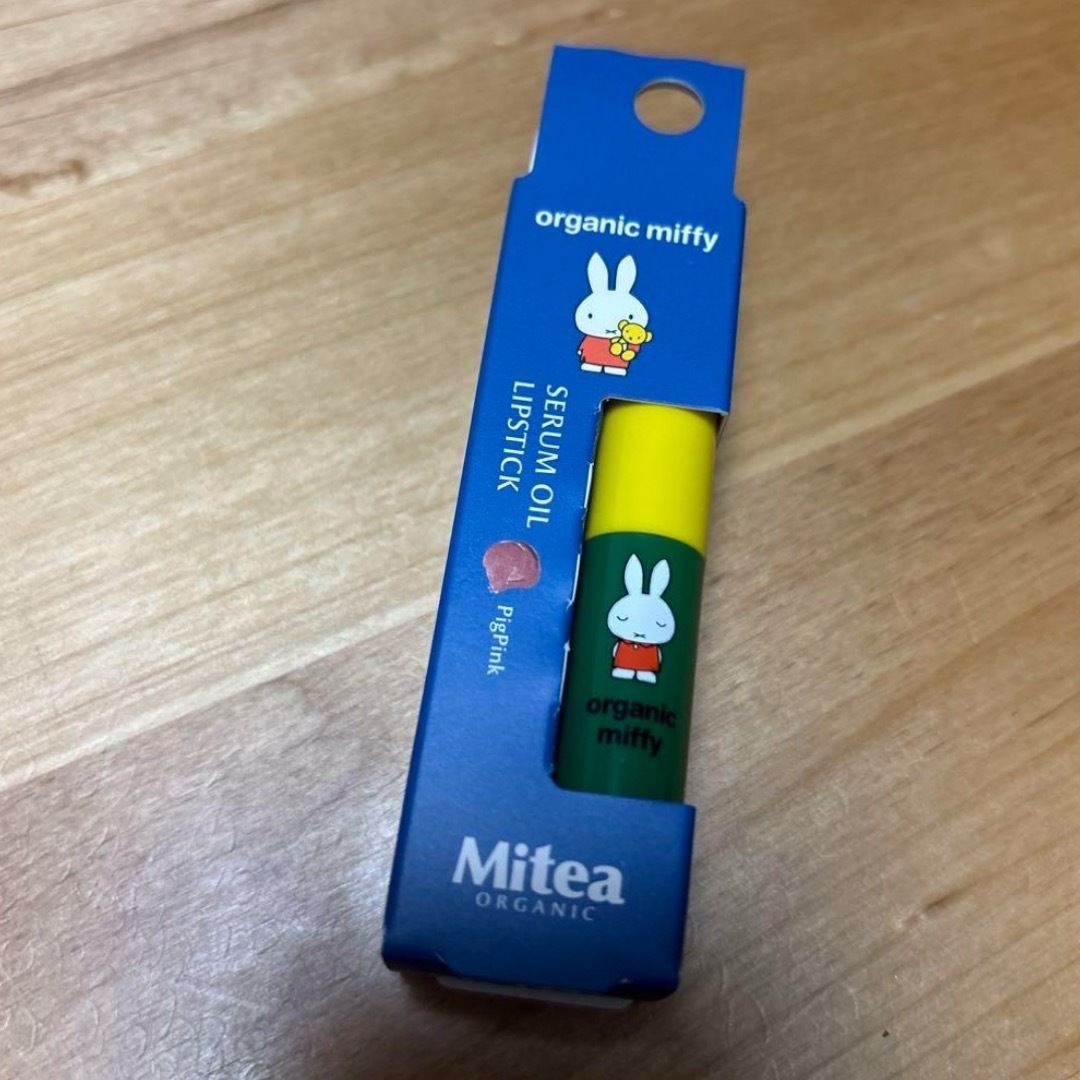 organic miffy
SERUM OIL
LIPSTICK
PigPink
organic
miffy
Mitea
ORGANIC